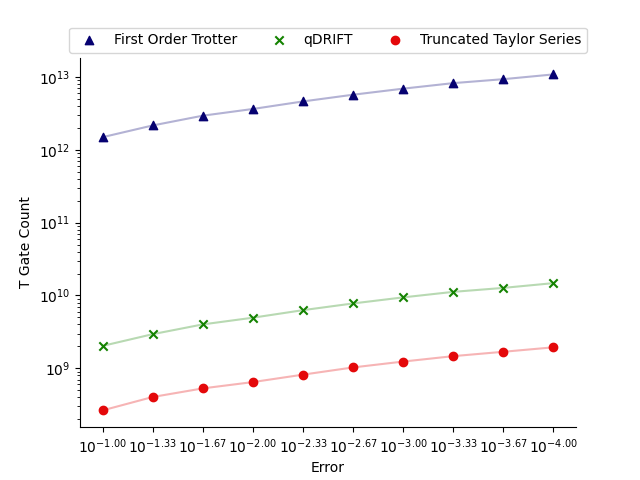 First Order Trotter qDRIFT Truncated Taylor Series
10^13
10^12
10^11
10^10
10^9
T Gate Count
10^−1.00 10^−1.33 10^−1.67 10^−2.00 10^−2.33 10^−2.67 10^−3.00 10^−3.33 10^−3.67 10^−4.00
Error